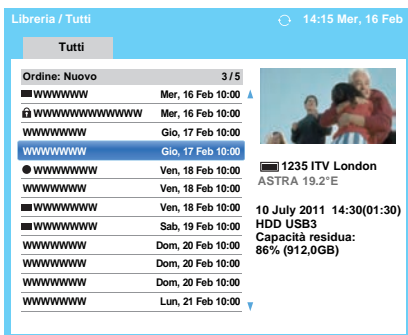 Libreria / Tutti 14:15 Mer, 16 Feb
Tutti
Ordine: Nuovo 3 / 5
WWWWWW Mer, 16 Feb 10:00
WWWWWWWWWWW Mer, 16 Feb 10:00
WWWWWWW Gio, 17 Feb 10:00
WWWWWWW Gio, 17 Feb 10:00
WWWWWWW Ven, 18 Feb 10:00
WWWWWWW Ven, 18 Feb 10:00
WWWWWW Ven, 18 Feb 10:00
WWWWWW Sab, 19 Feb 10:00
WWWWWWW Dom, 20 Feb 10:00
WWWWWWW Dom, 20 Feb 10:00
WWWWWWW Dom, 20 Feb 10:00
WWWWWWW Lun, 21 Feb 10:00
1235 ITV London
ASTRA 19.2°E
10 July 2011 14:30(01:30)
HDD USB3
Capacità residua:
86% (912,0GB)